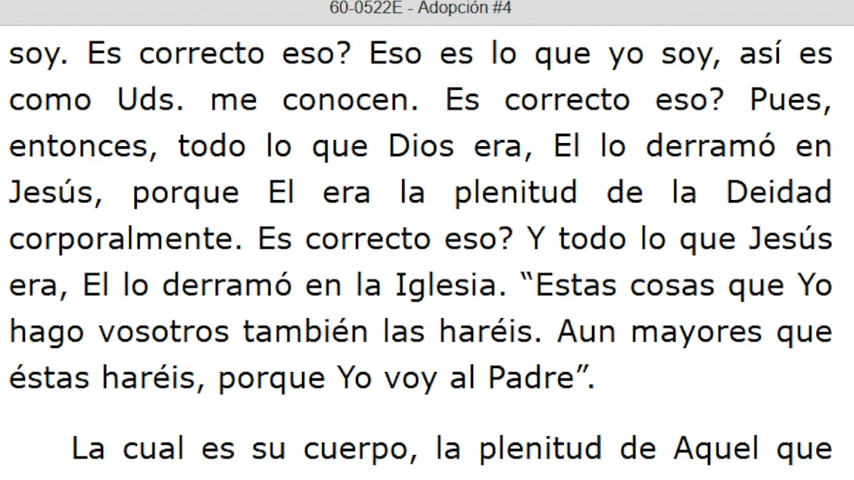 60-0522E - Adopción #4
soy. Es correcto eso? Eso es lo que yo soy, así es
como Uds. me conocen. Es correcto eso? Pues,
entonces, todo lo que Dios era, El lo derramó en
Jesús, porque El era la plenitud de la Deidad
corporalmente. Es correcto eso? Y todo lo que Jesús
era, El lo derramó en la Iglesia. “Estas cosas que Yo
hago vosotros también las haréis. Aun mayores que
éstas haréis, porque Yo voy al Padre”.
La cual es su cuerpo, la plenitud de Aquel que